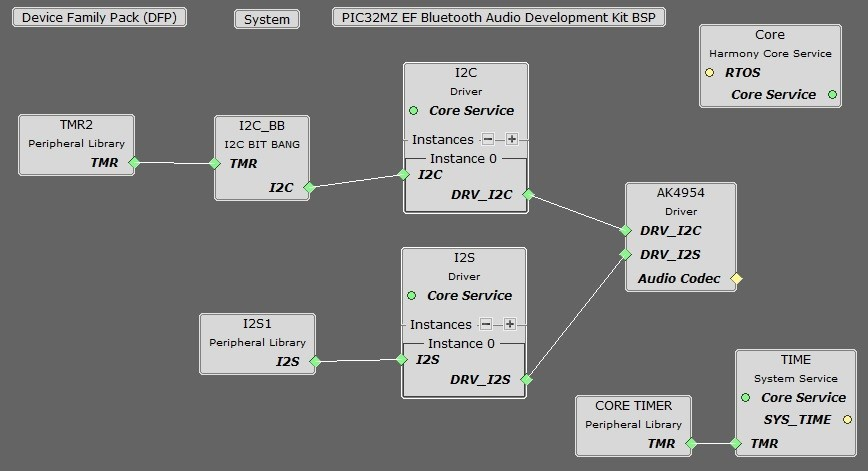 Device Family Pack (DFP)
System
PIC32MZ EF Bluetooth Audio Development Kit BSP
Core
Harmony Core Service
RTOS
Core Service
I2C
Driver
Core Service
Instances
Instance 0
I2C
DRV_I2C
TMR2
Peripheral Library
TMR
I2C_BB
I2C BIT BANG
TMR
I2C
AK4954
Driver
DRV_I2C
DRV_I2S
Audio Codec
I2S
Driver
Core Service
Instances
Instance 0
I2S
DRV_I2S
I2S1
Peripheral Library
I2S
TIME
System Service
Core Service
SYS_TIME
TMR
CORE TIMER
Peripheral Library
TMR